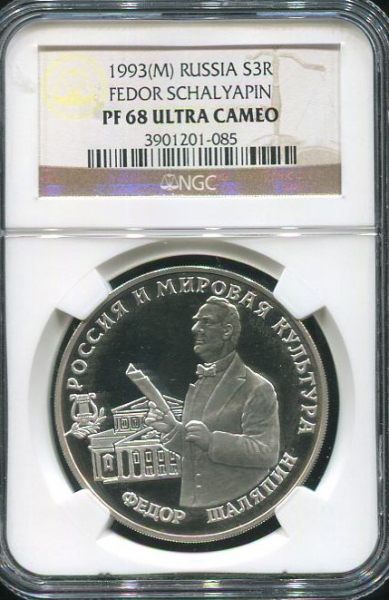 1993(M) RUSSIA S3R
FEDOR SCHALYAPIN
PF 68 ULTRA CAMEO
3901201-085
NGC
РОССИЯ И МИРОВАЯ КУЛЬТУРА
ФЕДОР ШАЛЯПИН